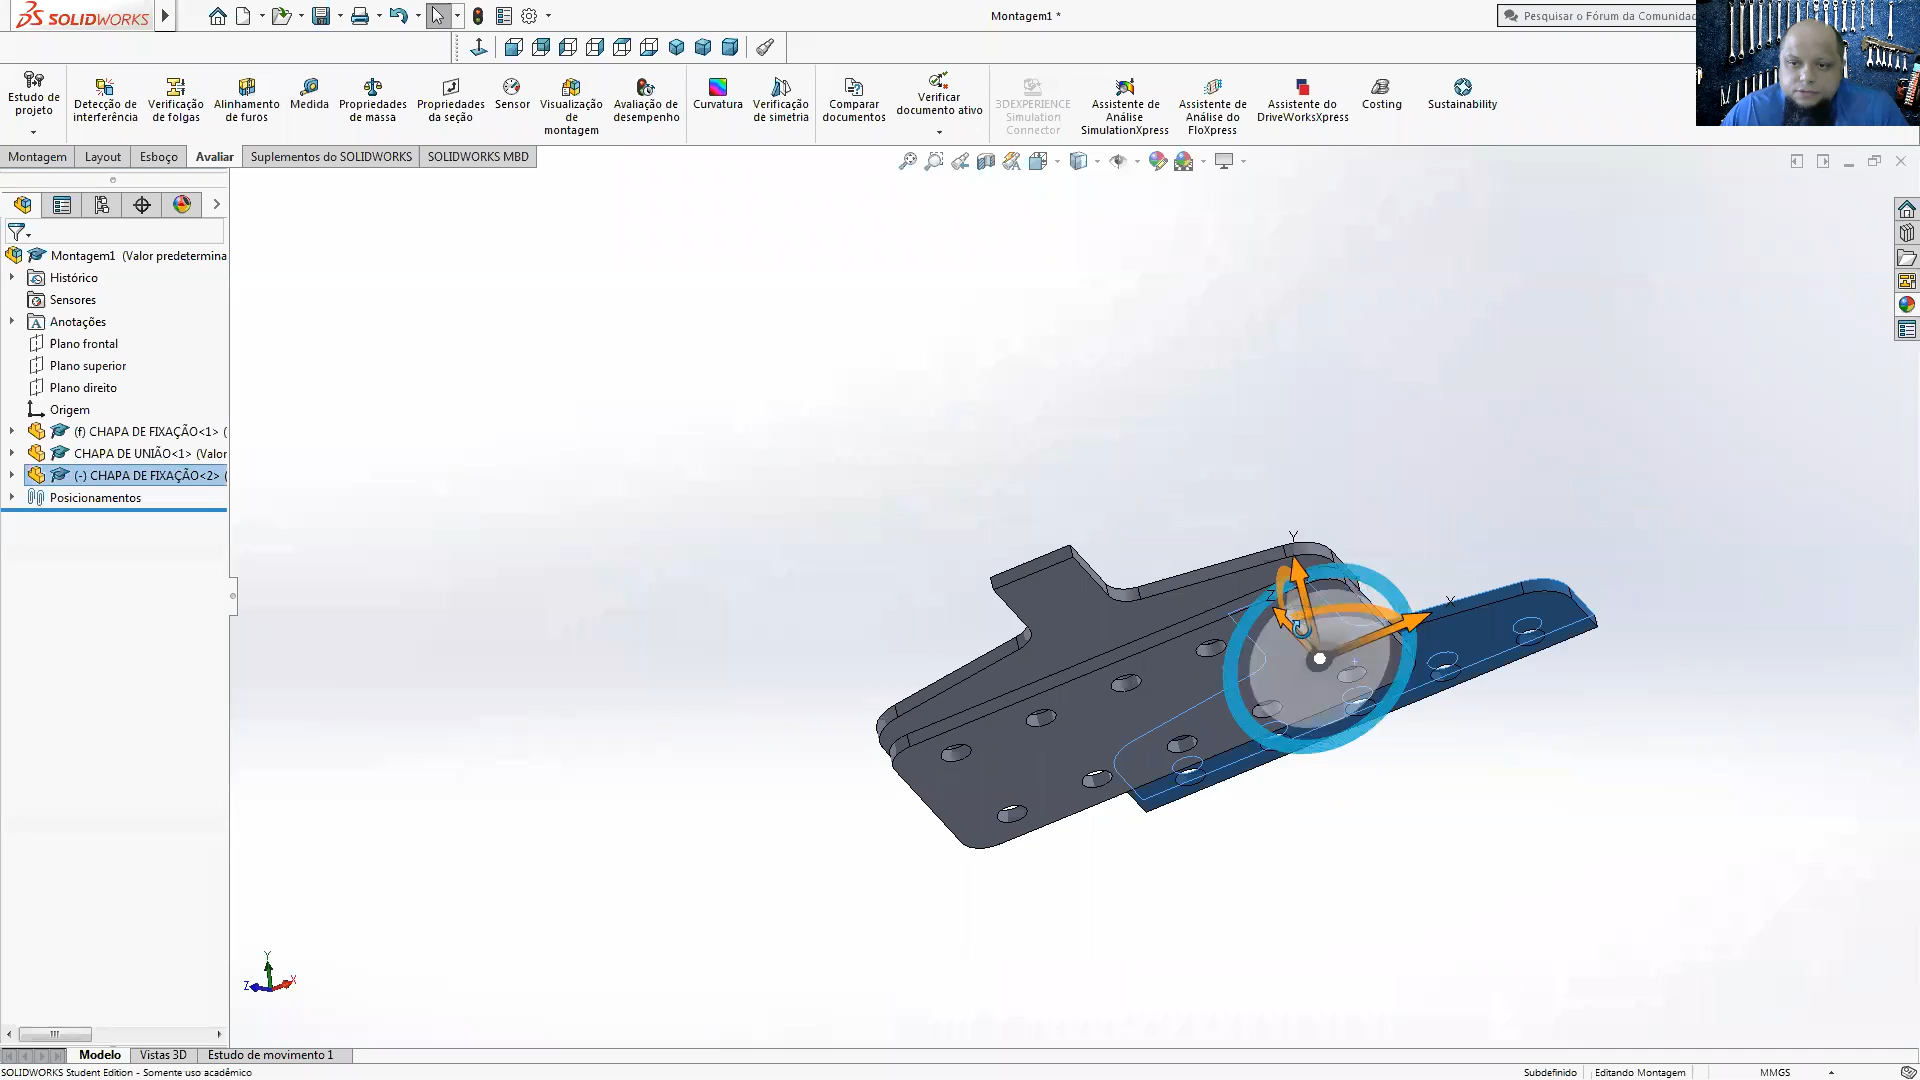 SOLIDWORKS
Montagem1 *
Pesquisar o Fórum da Comunidad
Estudo de projeto
Detecção de interferência
Verificação de folgas
Alinhamento de furos
Medida
Propriedades de massa
Propriedades da seção
Sensor
Visualização de montagem
Avaliação de desempenho
Curvatura
Verificação de simetria
Comparar documentos
Verificar documento ativo
3DEXPERIENCE Simulation Connector
Assistente de Análise SimulationXpress
Assistente de Análise do FloXpress
Assistente do DriveWorksXpress
Costing
Sustainability
Montagem
Layout
Esboço
Avaliar
Suplementos do SOLIDWORKS
SOLIDWORKS MBD
Montagem1 (Valor predetermina
Histórico
Sensores
Anotações
Plano frontal
Plano superior
Plano direito
Origem
(f) CHAPA DE FIXAÇÃO<1> (
CHAPA DE UNIÃO<1> (Valor
(-) CHAPA DE FIXAÇÃO<2> (
Posicionamentos
Y
Z
X
Y
Z
X
Modelo
Vistas 3D
Estudo de movimento 1
SOLIDWORKS Student Edition - Somente uso acadêmico
Subdefinido
Editando Montagem
MMGS